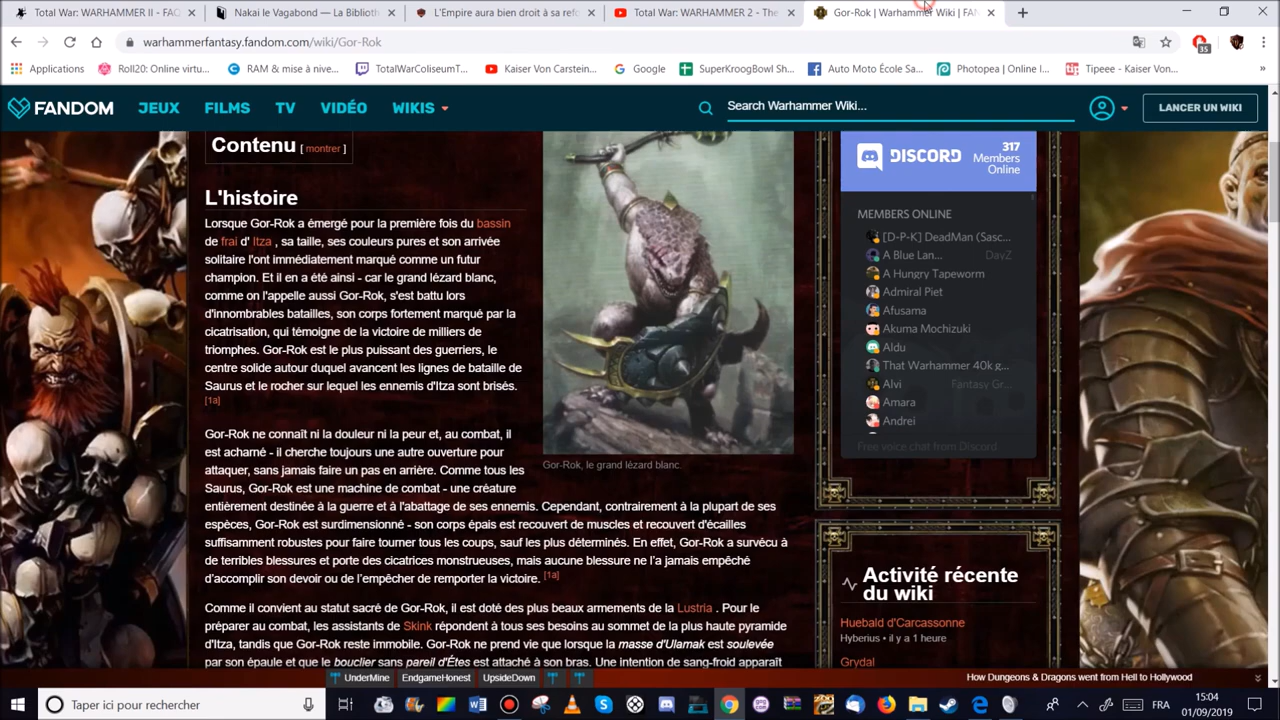 Total War: WARHAMMER II - FAQ
Nakai le Vagabond — La Biblioth
L'Empire aura bien droit à sa refo
Total War: WARHAMMER 2 - The
Gor-Rok | Warhammer Wiki | FAN
warhammerfantasy.fandom.com/wiki/Gor-Rok
35
Applications
Roll20: Online virtu...
RAM & mise à nive...
TotalWarColiseumT...
Kaiser Von Carstein...
Google
SuperKroogBowl Sh...
Auto Moto École Sa...
Photopea | Online I...
Tipeee - Kaiser Von...
»
FANDOM
JEUX
FILMS
TV
VIDÉO
WIKIS
Search Warhammer Wiki...
LANCER UN WIKI
Contenu [ montrer ]
L'histoire
Lorsque Gor-Rok a émergé pour la première fois du bassin
de frai d' Itza , sa taille, ses couleurs pures et son arrivée
solitaire l'ont immédiatement marqué comme un futur
champion. Et il en a été ainsi - car le grand lézard blanc,
comme on l'appelle aussi Gor-Rok, s'est battu lors
d'innombrables batailles, son corps fortement marqué par la
cicatrisation, qui témoigne de la victoire de milliers de
triomphes. Gor-Rok est le plus puissant des guerriers, le
centre solide autour duquel avancent les lignes de bataille de
Saurus et le rocher sur lequel les ennemis d'Itza sont brisés.
[1a]
Gor-Rok ne connaît ni la douleur ni la peur et, au combat, il
est acharné - il cherche toujours une autre ouverture pour
attaquer, sans jamais faire un pas en arrière. Comme tous les
Saurus, Gor-Rok est une machine de combat - une créature
entièrement destinée à la guerre et à l'abattage de ses ennemis. Cependant, contrairement à la plupart de ses
espèces, Gor-Rok est surdimensionné - son corps épais est recouvert de muscles et recouvert d'écailles
suffisamment robustes pour faire tourner tous les coups, sauf les plus déterminés. En effet, Gor-Rok a survécu à
de terribles blessures et porte des cicatrices monstrueuses, mais aucune blessure ne l'a jamais empêché
d'accomplir son devoir ou de l'empêcher de remporter la victoire. [1a]
Comme il convient au statut sacré de Gor-Rok, il est doté des plus beaux armements de la Lustria . Pour le
préparer au combat, les assistants de Skink répondent à tous ses besoins au sommet de la plus haute pyramide
d'Itza, tandis que Gor-Rok reste immobile. Gor-Rok ne prend vie que lorsque la masse d'Ulamak est soulevée
par son épaule et que le bouclier sans pareil d'Étes est attaché à son bras. Une intention de sang-froid apparaît
Gor-Rok, le grand lézard blanc.
DISCORD
317
Members
Online
MEMBERS ONLINE
[D-P-K] DeadMan (Sasc...
A Blue Lan... DayZ
A Hungry Tapeworm
Admiral Piet
Afusama
Akuma Mochizuki
Aldu
That Warhammer 40k g...
Alvi Fantasy Gr...
Amara
Andrei
Free voice chat from Discord
Activité récente
du wiki
Huebald d'Carcassonne
Hyberius • il y a 1 heure
Grydal
UnderMine
EndgameHonest
UpsideDown
How Dungeons & Dragons went from Hell to Hollywood
Taper ici pour rechercher
FRA
15:04
01/09/2019